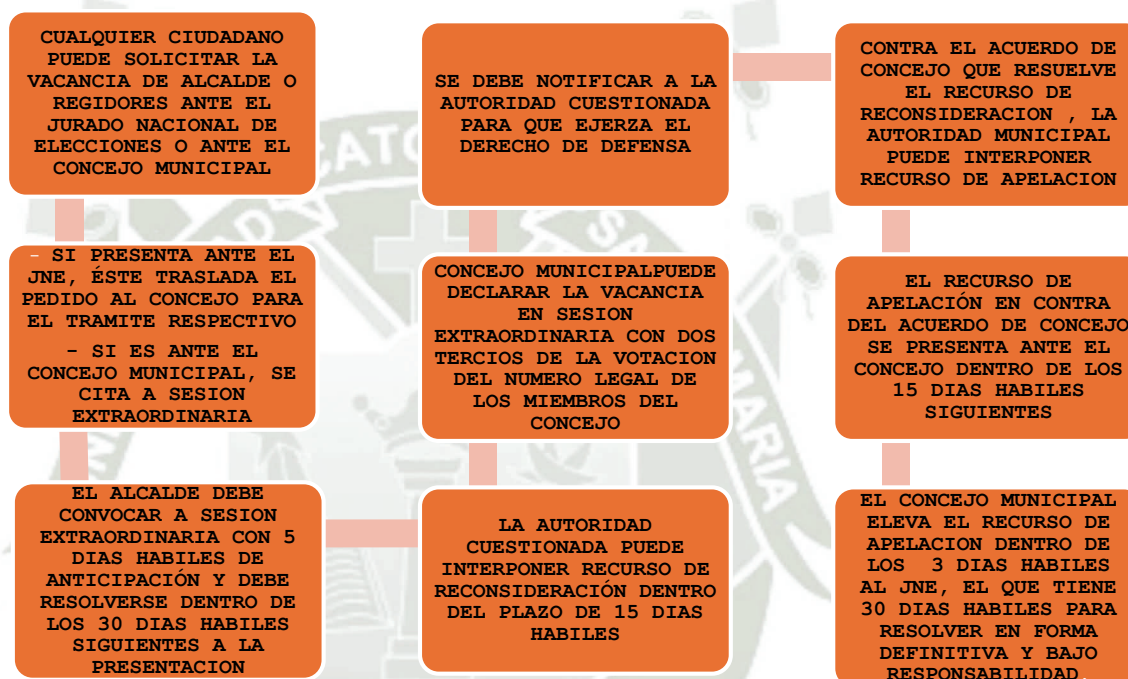 CUALQUIER CIUDADANO
PUEDE SOLICITAR LA
VACANCIA DE ALCALDE O
REGIDORES ANTE EL
JURADO NACIONAL DE
ELECCIONES O ANTE EL
CONCEJO MUNICIPAL
- SI PRESENTA ANTE EL
JNE, ÉSTE TRASLADA EL
PEDIDO AL CONCEJO PARA
EL TRAMITE RESPECTIVO
- SI ES ANTE EL
CONCEJO MUNICIPAL, SE
CITA A SESION
EXTRAORDINARIA
EL ALCALDE DEBE
CONVOCAR A SESION
EXTRAORDINARIA CON 5
DIAS HABILES DE
ANTICIPACIÓN Y DEBE
RESOLVERSE DENTRO DE
LOS 30 DIAS HABILES
SIGUIENTES A LA
PRESENTACION
SE DEBE NOTIFICAR A LA
AUTORIDAD CUESTIONADA
PARA QUE EJERZA EL
DERECHO DE DEFENSA
CONCEJO MUNICIPALPUEDE
DECLARAR LA VACANCIA
EN SESION
EXTRAORDINARIA CON DOS
TERCIOS DE LA VOTACION
DEL NUMERO LEGAL DE
LOS MIEMBROS DEL
CONCEJO
LA AUTORIDAD
CUESTIONADA PUEDE
INTERPONER RECURSO DE
RECONSIDERACIÓN DENTRO
DEL PLAZO DE 15 DIAS
HABILES
CONTRA EL ACUERDO DE
CONCEJO QUE RESUELVE
EL RECURSO DE
RECONSIDERACION , LA
AUTORIDAD MUNICIPAL
PUEDE INTERPONER
RECURSO DE APELACION
EL RECURSO DE
APELACIÓN EN CONTRA
DEL ACUERDO DE CONCEJO
SE PRESENTA ANTE EL
CONCEJO DENTRO DE LOS
15 DIAS HABILES
SIGUIENTES
EL CONCEJO MUNICIPAL
ELEVA EL RECURSO DE
APELACION DENTRO DE
LOS 3 DIAS HABILES
AL JNE, EL QUE TIENE
30 DIAS HABILES PARA
RESOLVER EN FORMA
DEFINITIVA Y BAJO
RESPONSABILIDAD.
MARIA